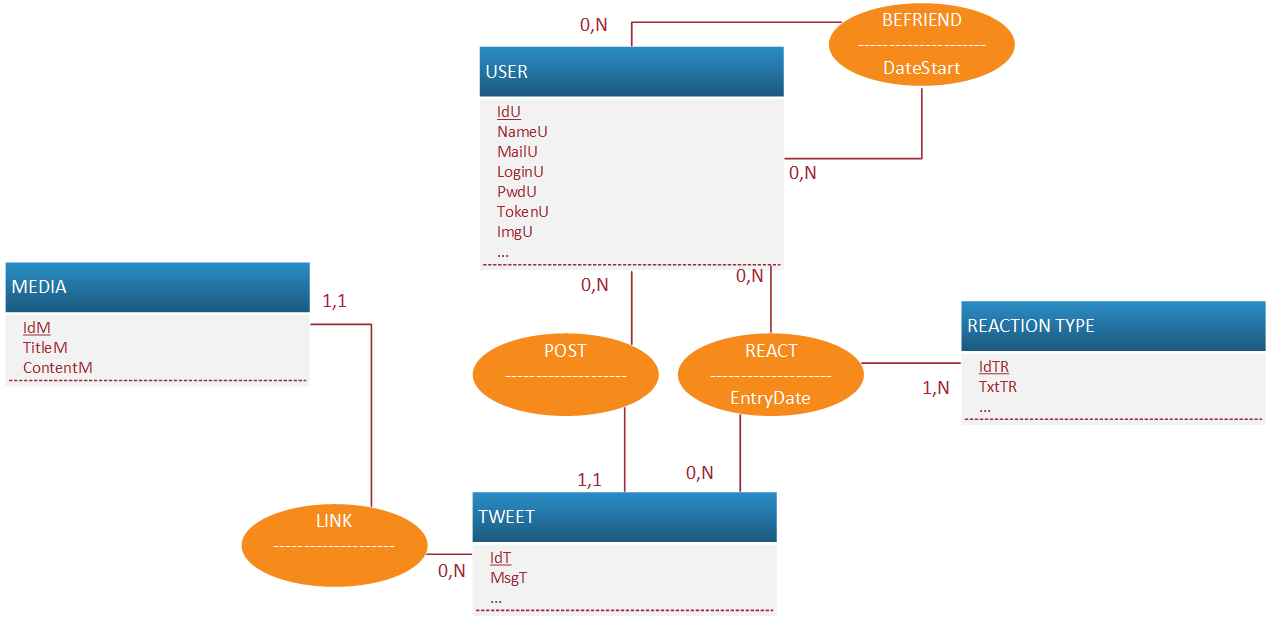 BEFRIEND
---------------------
DateStart
0,N
USER
IdU
NameU
MailU
LoginU
PwdU
TokenU
ImgU
...
0,N
0,N
0,N
MEDIA
IdM
TitleM
ContentM
1,1
POST
--------------------
REACT
--------------------
EntryDate
REACTION TYPE
IdTR
TxtTR
...
1,N
1,1
0,N
LINK
--------------------
0,N
TWEET
IdT
MsgT
...